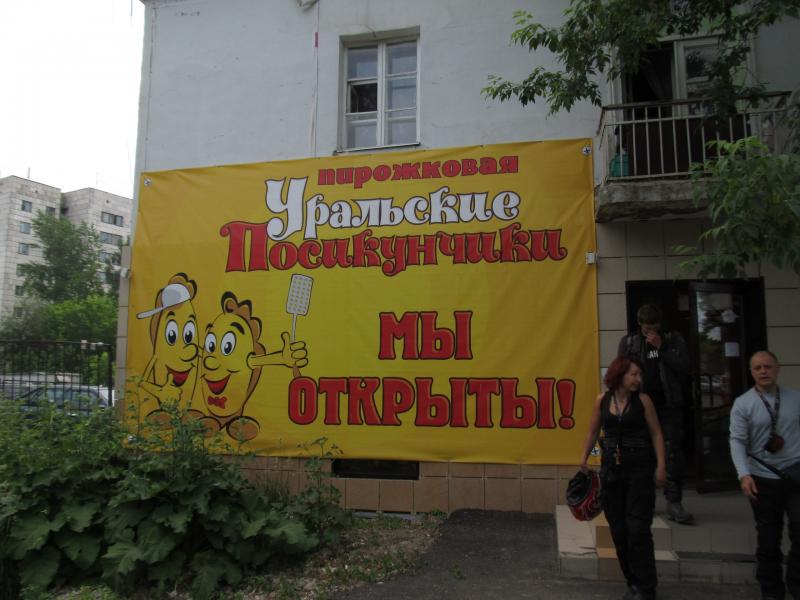 пирожковая
Уральские
Посикунчики
МЫ
ОТКРЫТЫ!